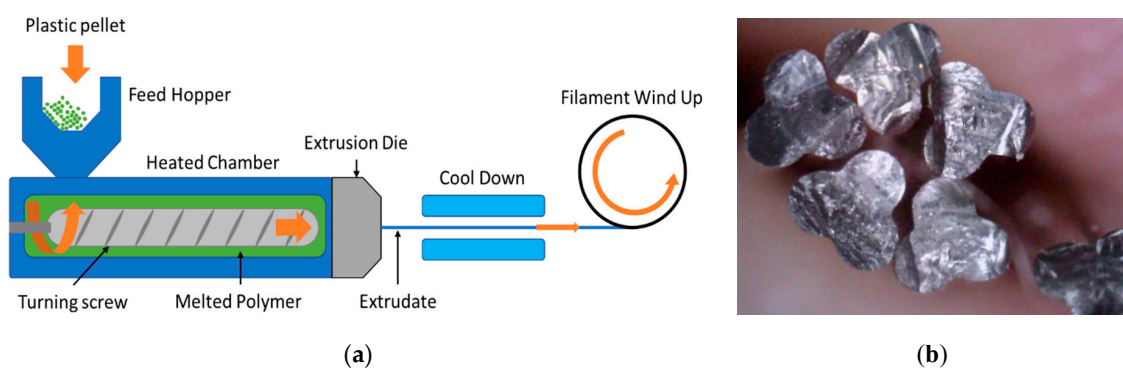 Plastic pellet
Feed Hopper
Filament Wind Up
Extrusion Die
Heated Chamber
Cool Down
Turning screw
Melted Polymer
Extrudate
(a)
(b)